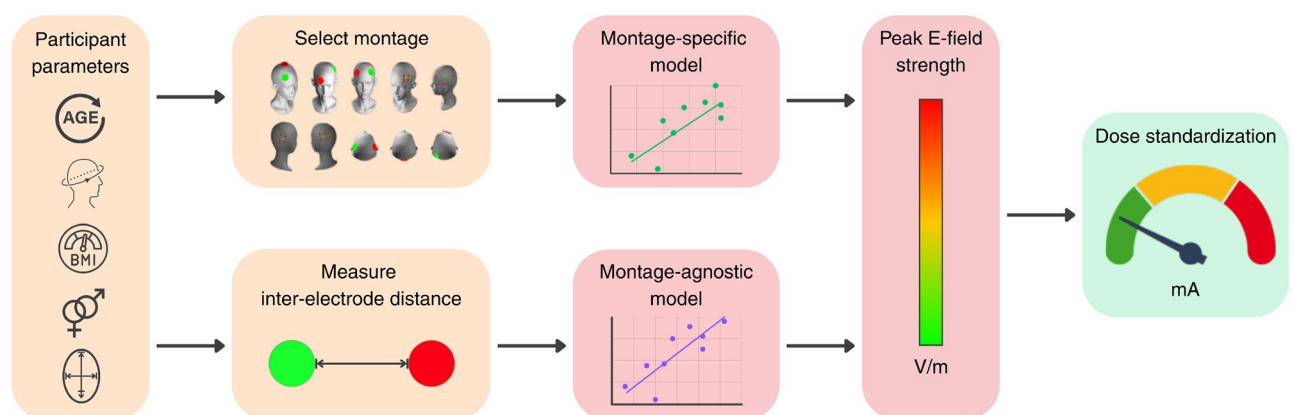 Participant
parameters
AGE
BMI
Select montage
Measure
inter-electrode distance
Montage-specific
model
Montage-agnostic
model
Peak E-field
strength
V/m
Dose standardization
mA